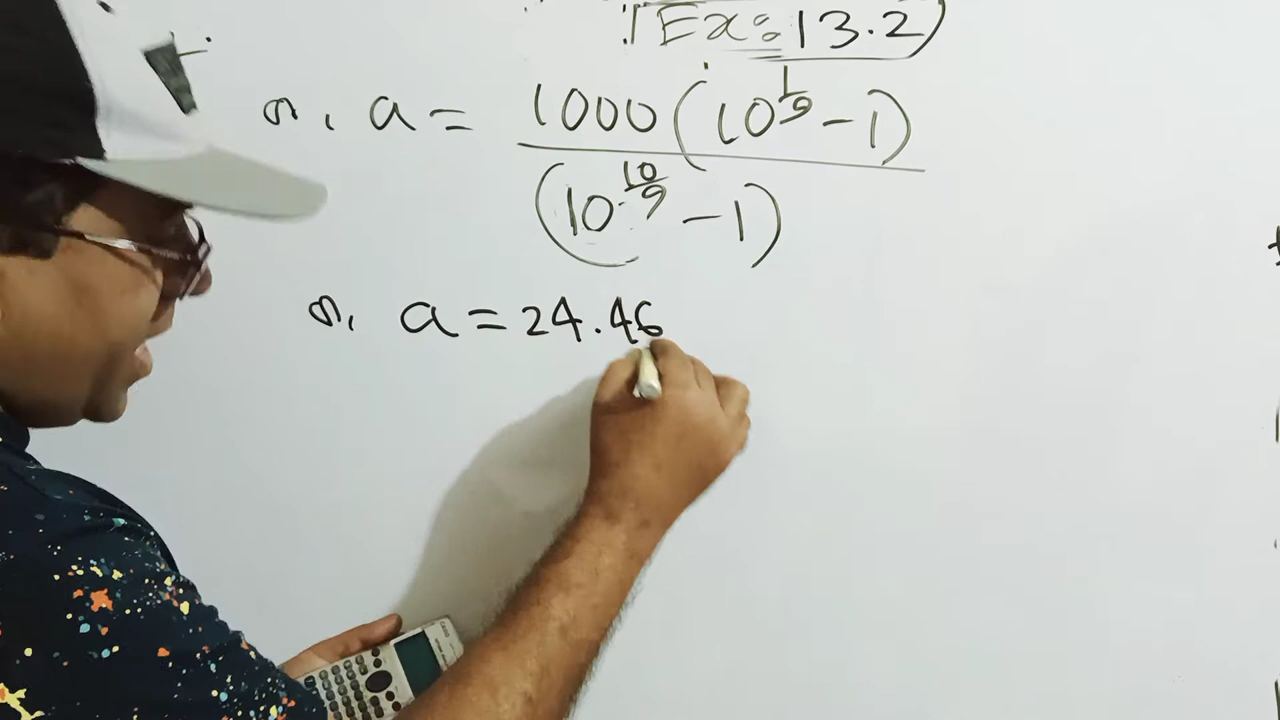 Ex: 13.2
বা, a = 1000(10^{1/9} - 1) / (10^{10/9} - 1)
বা, a = 24.46